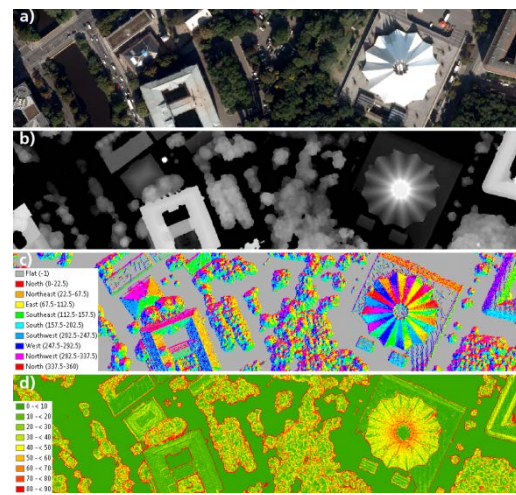 a)
b)
c)
Flat (-1)
North (0-22.5)
Northeast (22.5-67.5)
East (67.5-112.5)
Southeast (112.5-157.5)
South (157.5-202.5)
Southwest (202.5-247.5)
West (247.5-292.5)
Northwest (292.5-337.5)
North (337.5-360)
d)
0 - < 10
10 - < 20
20 - < 30
30 - < 40
40 - < 50
50 - < 60
60 - < 70
70 - < 80
80 - < 90